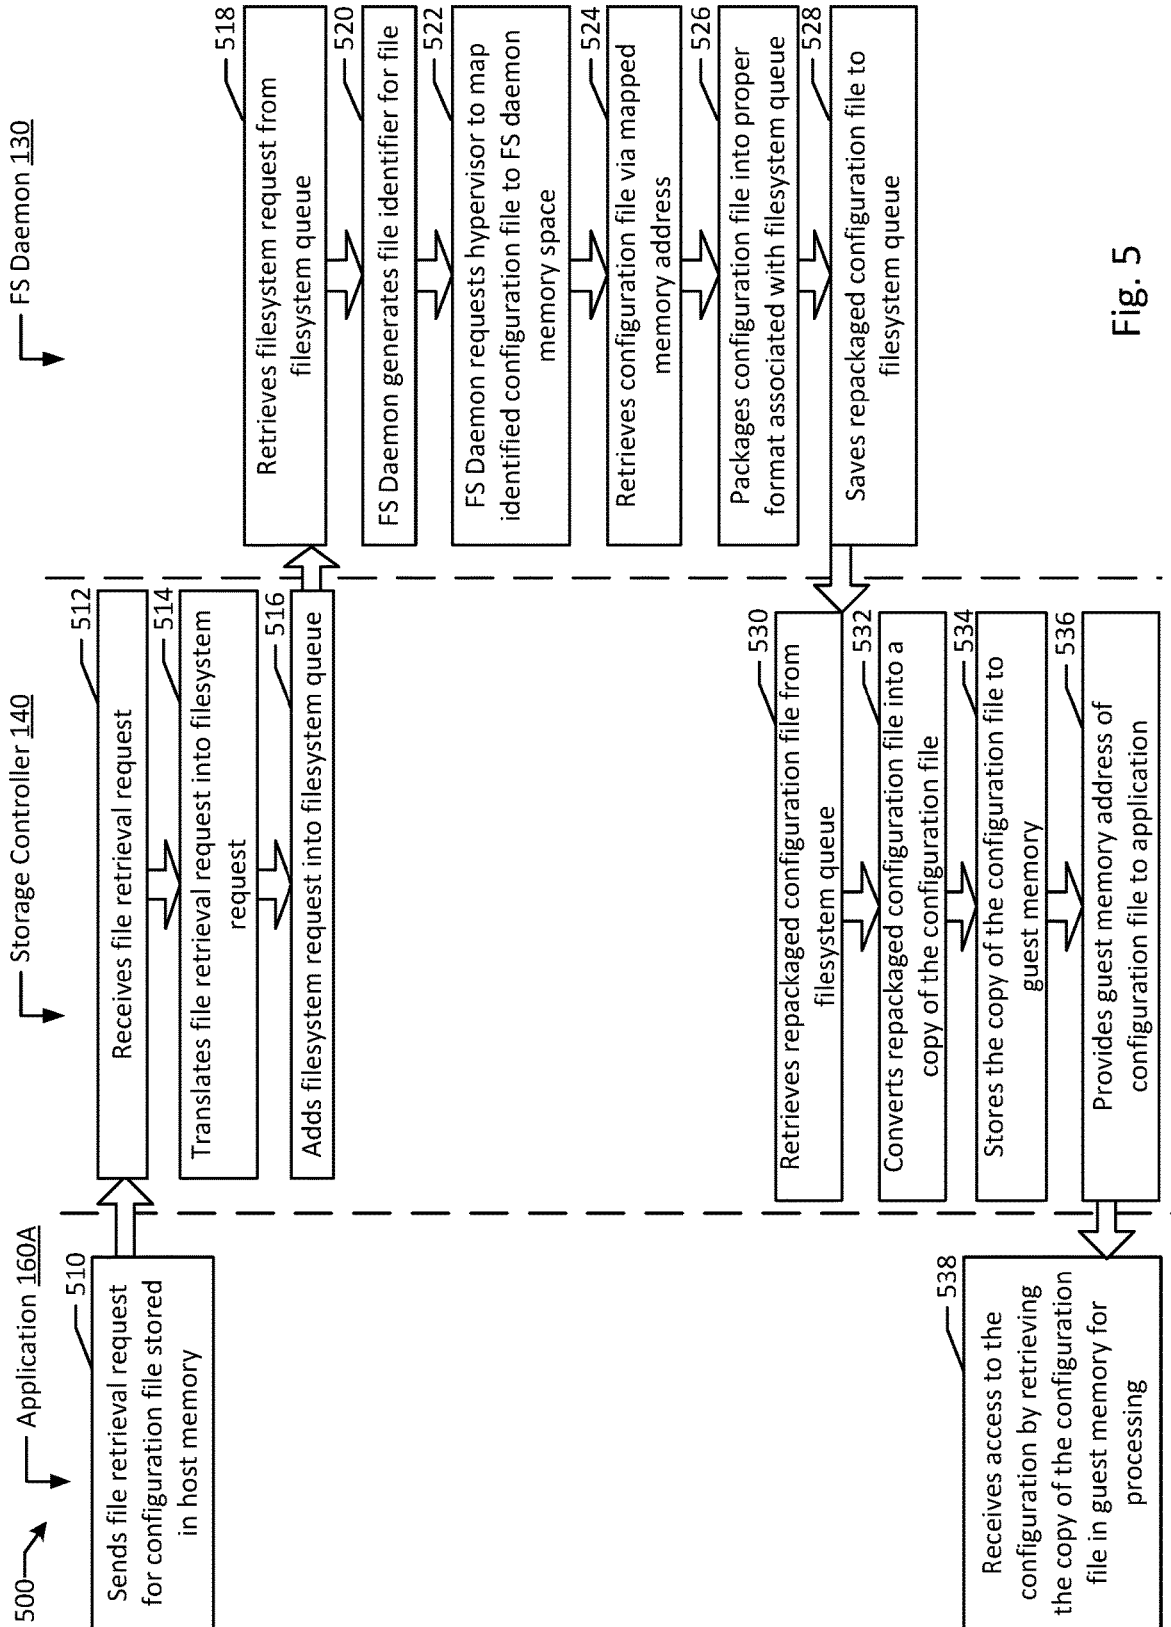 500
Application 160A
Storage Controller 140
FS Daemon 130
510
Sends file retrieval request
for configuration file stored
in host memory
512
Receives file retrieval request
514
Translates file retrieval request into filesystem
request
516
Adds filesystem request into filesystem queue
518
Retrieves filesystem request from
filesystem queue
520
FS Daemon generates file identifier for file
522
FS Daemon requests hypervisor to map
identified configuration file to FS daemon
memory space
524
Retrieves configuration file via mapped
memory address
526
Packages configuration file into proper
format associated with filesystem queue
528
Saves repackaged configuration file to
filesystem queue
530
Retrieves repackaged configuration file from
filesystem queue
532
Converts repackaged configuration file into a
copy of the configuration file
534
Stores the copy of the configuration file to
guest memory
536
Provides guest memory address of
configuration file to application
538
Receives access to the
configuration by retrieving
the copy of the configuration
file in guest memory for
processing
Fig. 5